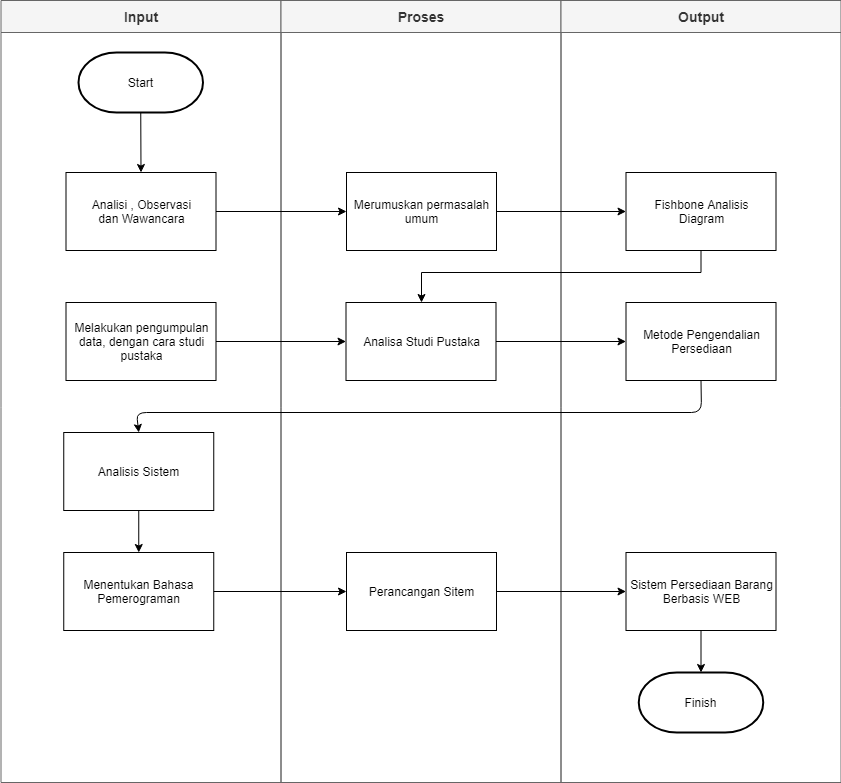 Input
Proses
Output
Start
Analisi , Observasi
dan Wawancara
Merumuskan permasalah
umum
Fishbone Analisis
Diagram
Melakukan pengumpulan
data, dengan cara studi
pustaka
Analisa Studi Pustaka
Metode Pengendalian
Persediaan
Analisis Sistem
Menentukan Bahasa
Pemerograman
Perancangan Sitem
Sistem Persediaan Barang
Berbasis WEB
Finish